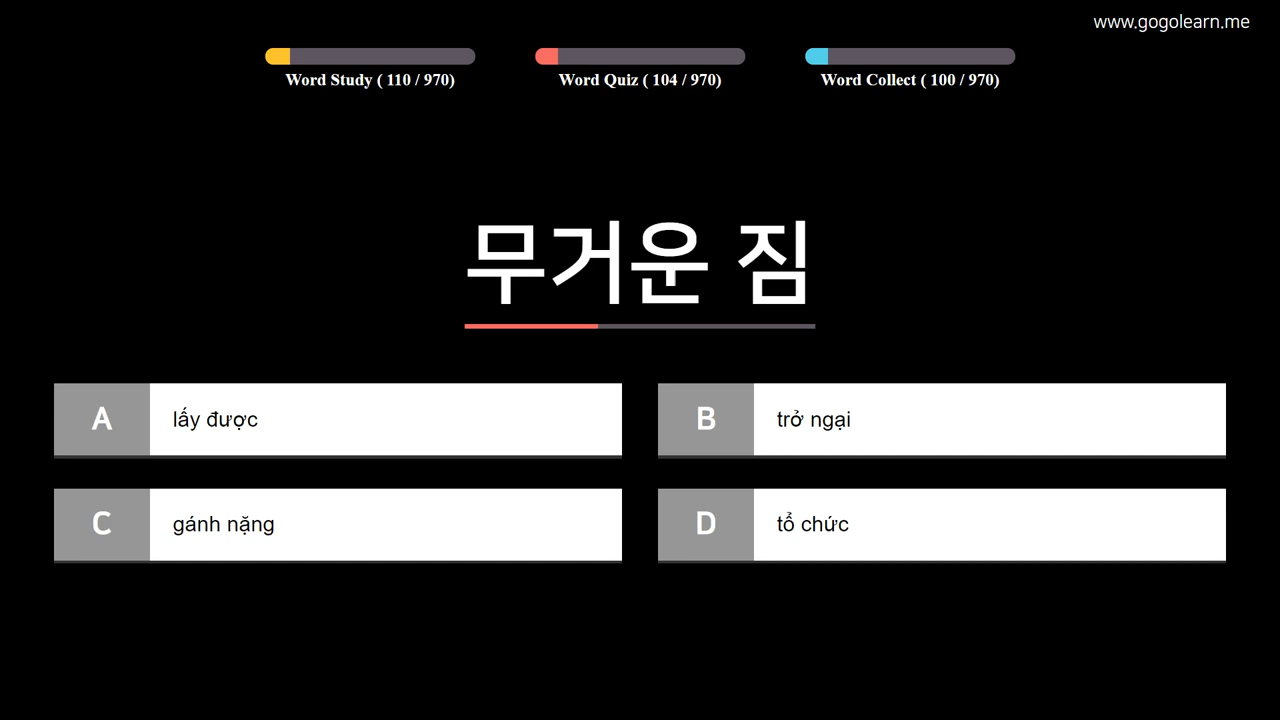 www.gogolearn.me
Word Study ( 110 / 970)
Word Quiz ( 104 / 970)
Word Collect ( 100 / 970)
무거운 짐
A lấy được
B trở ngại
C gánh nặng
D tổ chức